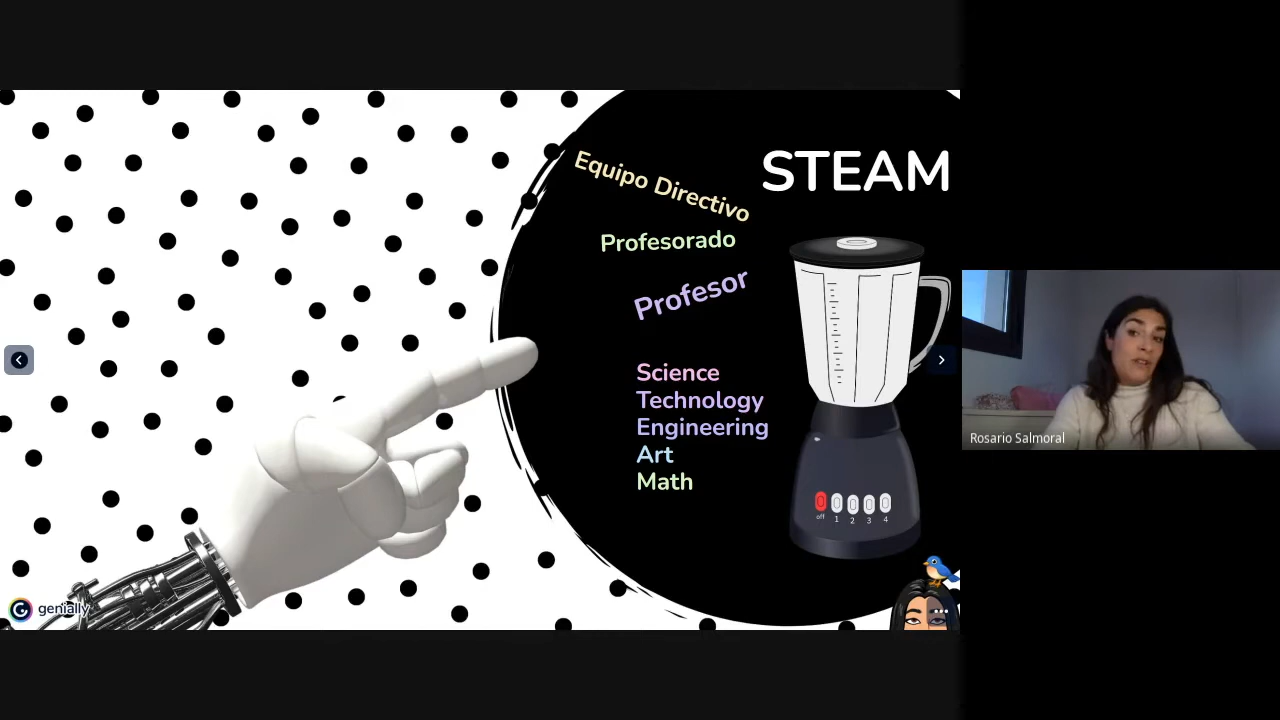 STEAM
Equipo Directivo
Profesorado
Profesor
Science
Technology
Engineering
Art
Math
off 1 2 3 4
genially
Rosario Salmoral